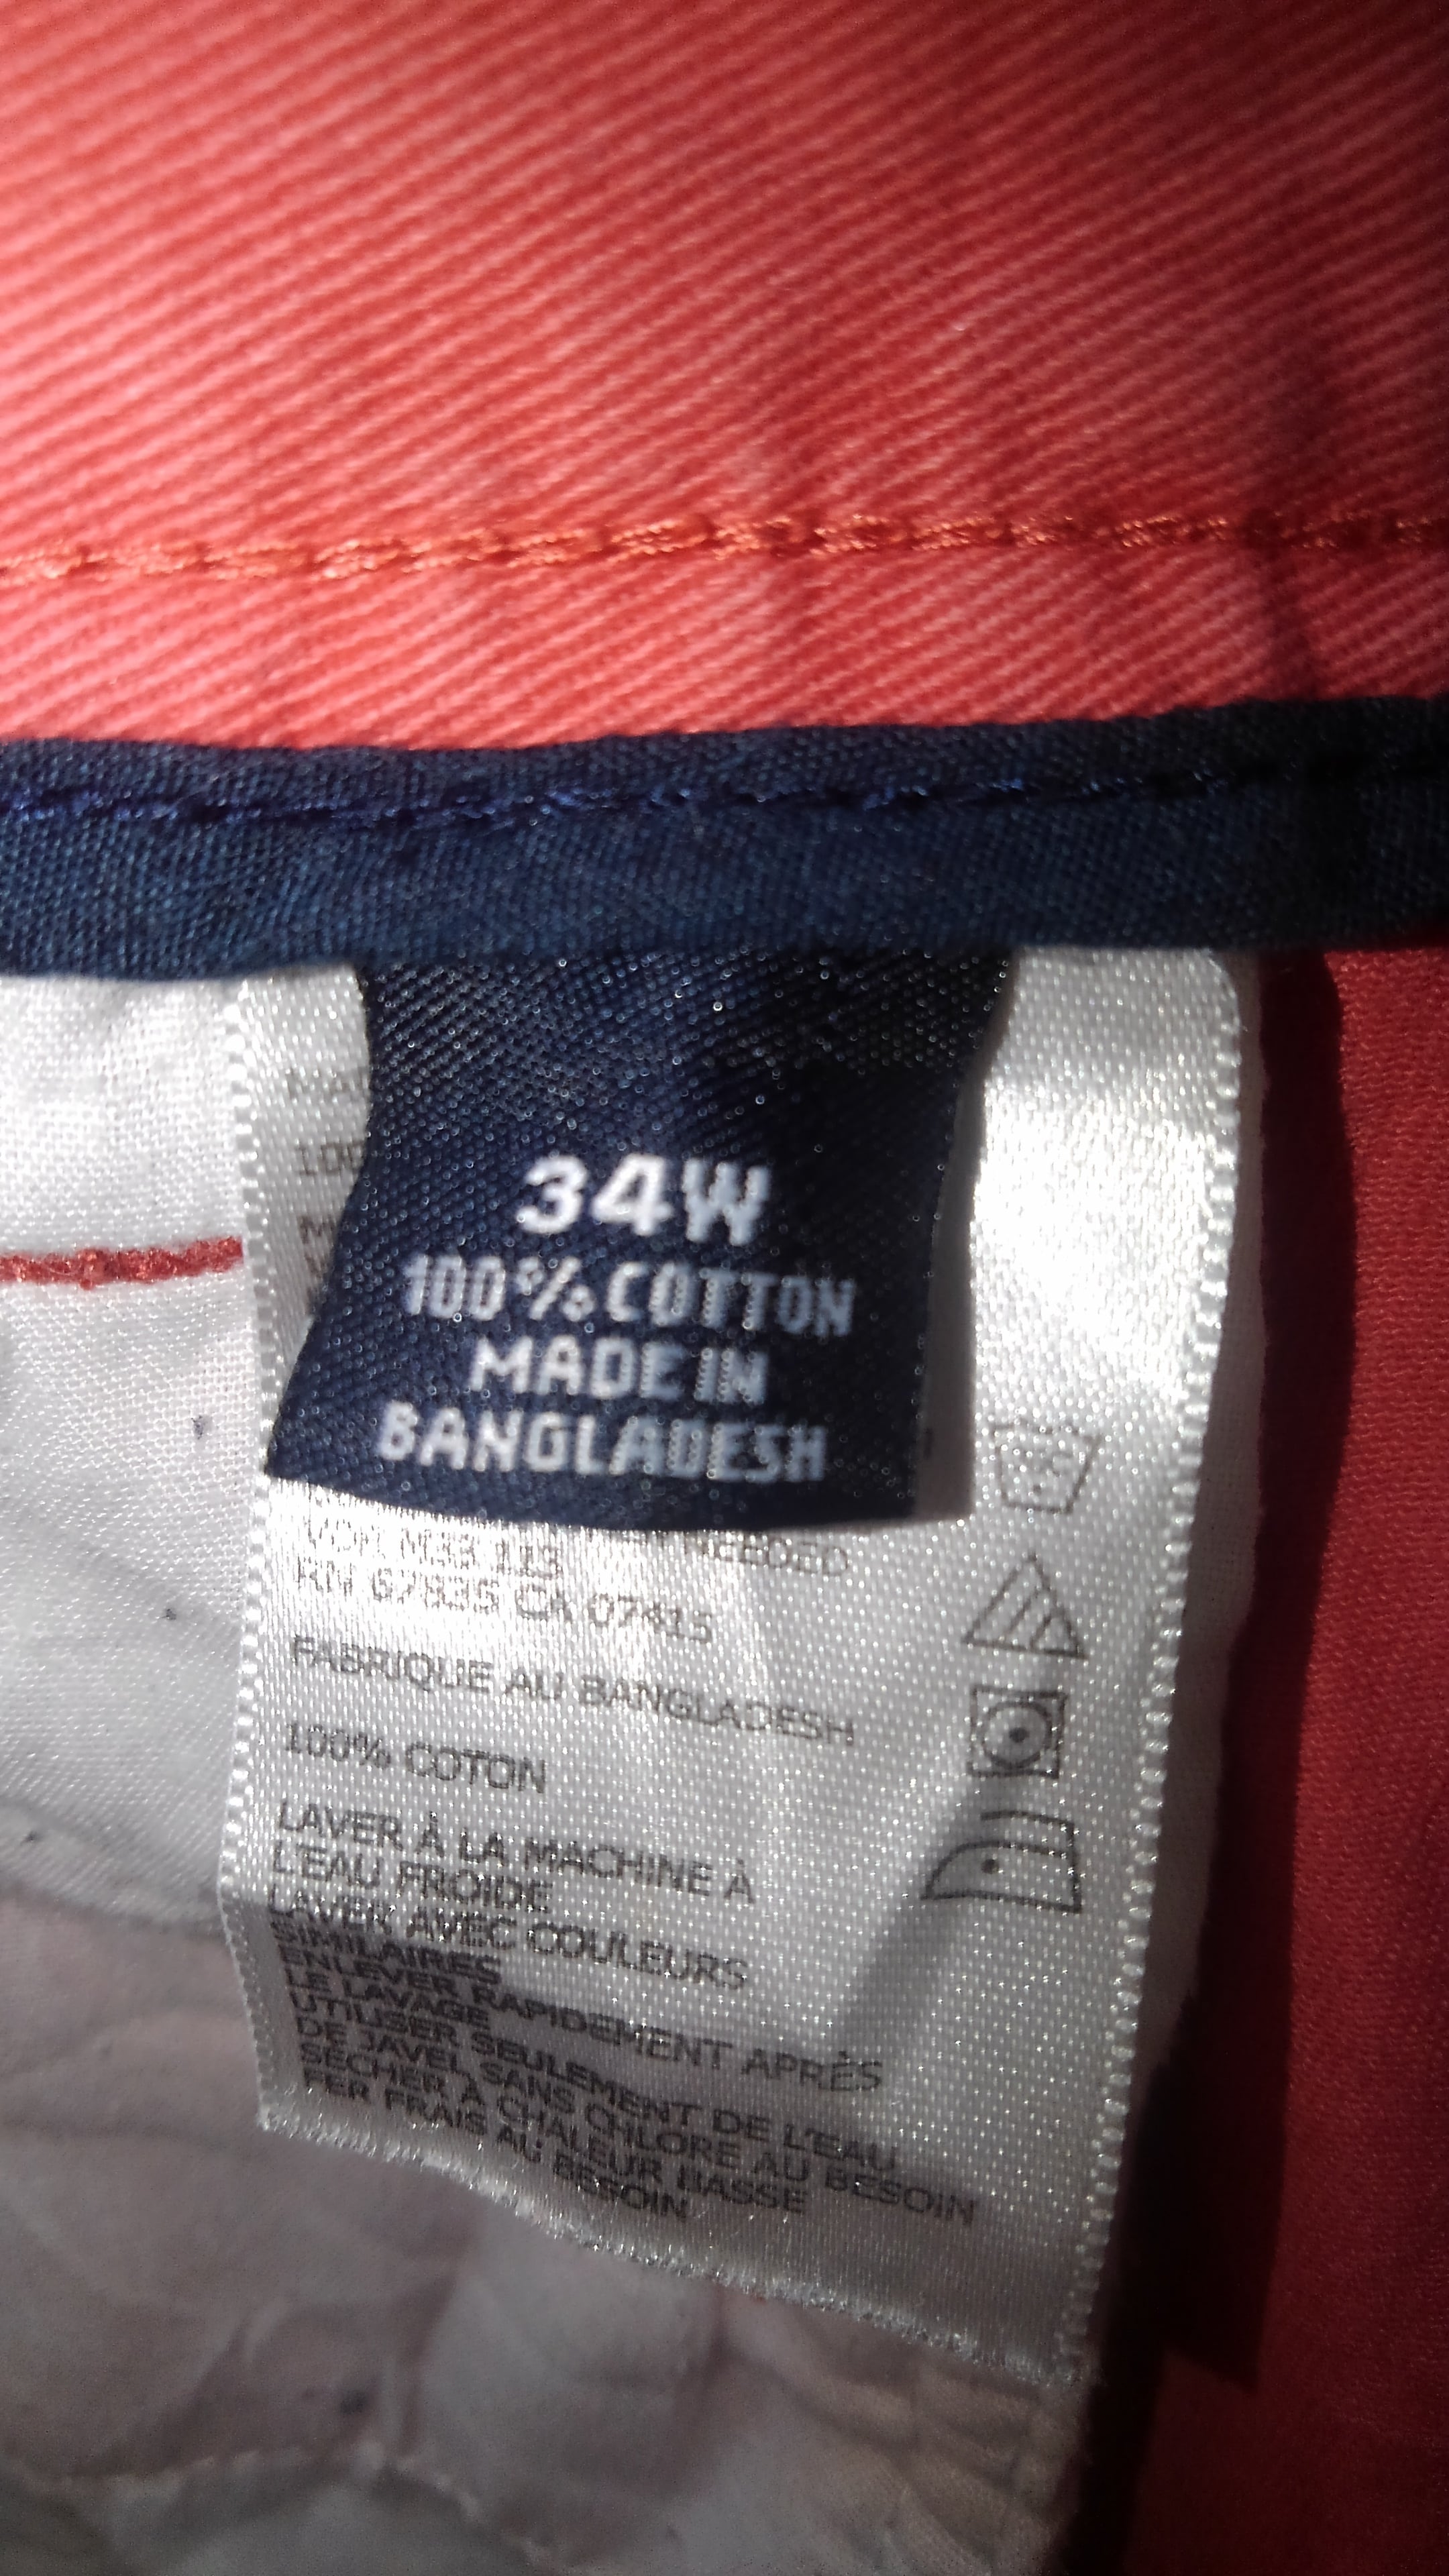 34W
100% COTTON
MADE IN
BANGLADESH
NEEDED
RN 67835 CA 07415
FABRIQUE AU BANGLADESH
100% COTON
LAVER À LA MACHINE À
L'EAU FROIDE
LAVER AVEC COULEURS
SIMILAIRES
ENLEVER RAPIDEMENT APRÈS
LE LAVAGE
UTILISER SEULEMENT DE L'EAU
DE JAVEL SANS CHLORE AU BESOIN
SÉCHER À CHALEUR BASSE
FER FRAIS AU BESOIN